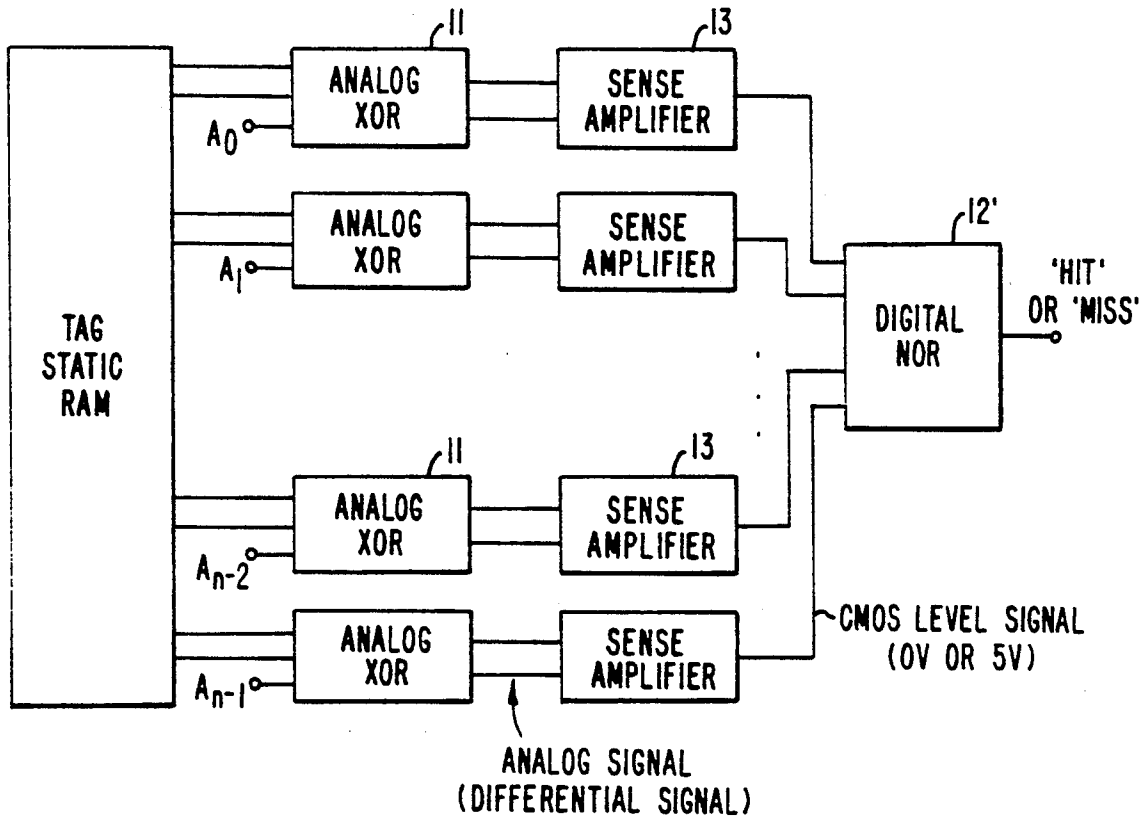 11
13
ANALOG
XOR
SENSE
AMPLIFIER
A0
ANALOG
XOR
SENSE
AMPLIFIER
A1
12'
'HIT'
OR 'MISS'
TAG
STATIC
RAM
DIGITAL
NOR
11
13
ANALOG
XOR
SENSE
AMPLIFIER
An-2
ANALOG
XOR
SENSE
AMPLIFIER
An-1
CMOS LEVEL SIGNAL
(0V OR 5V)
ANALOG SIGNAL
(DIFFERENTIAL SIGNAL)